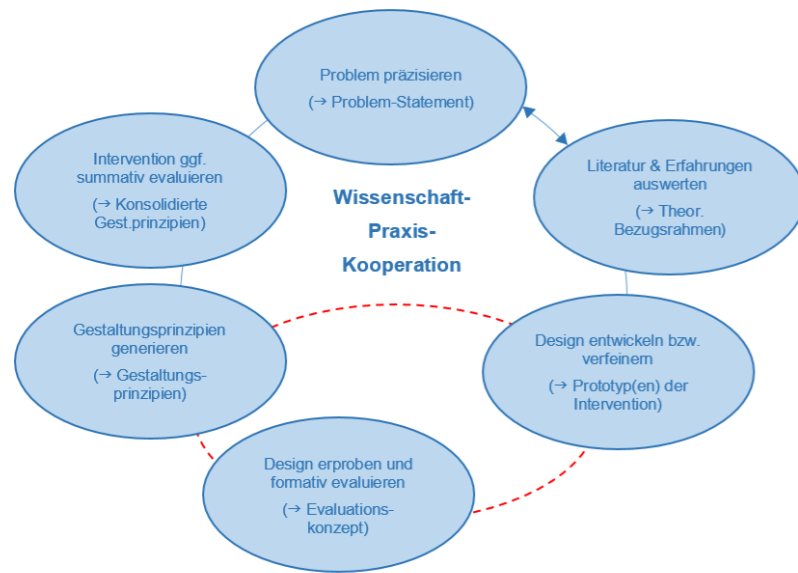 Problem präzisieren
(→ Problem-Statement)
Literatur & Erfahrungen
auswerten
(→ Theor.
Bezugsrahmen)
Design entwickeln bzw.
verfeinern
(→ Prototyp(en) der
Intervention)
Design erproben und
formativ evaluieren
(→ Evaluations-
konzept)
Gestaltungsprinzipien
generieren
(→ Gestaltungs-
prinzipien)
Intervention ggf.
summativ evaluieren
(→ Konsolidierte
Gest.prinzipien)
Wissenschaft-
Praxis-
Kooperation